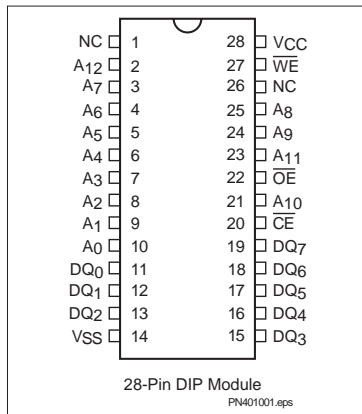 NC 1 28 VCC
A12 2 27 WE
A7 3 26 NC
A6 4 25 A8
A5 5 24 A9
A4 6 23 A11
A3 7 22 OE
A2 8 21 A10
A1 9 20 CE
A0 10 19 DQ7
DQ0 11 18 DQ6
DQ1 12 17 DQ5
DQ2 13 16 DQ4
VSS 14 15 DQ3
28-Pin DIP Module
PN401001.eps